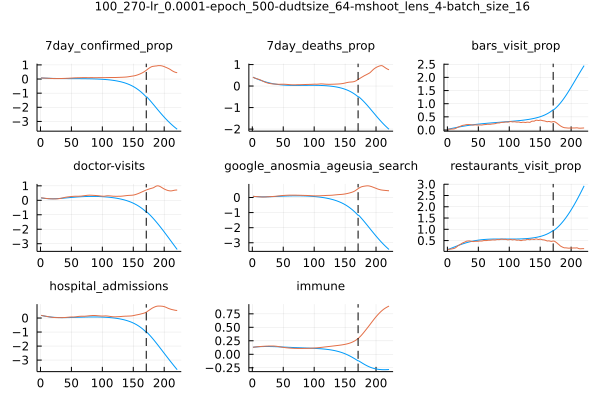 100_270-lr_0.0001-epoch_500-dudtsize_64-mshoot_lens_4-batch_size_16
7day_confirmed_prop 7day_deaths_prop bars_visit_prop
1 0 −1 −2 −3
1 0 −1 −2
2.5 2.0 1.5 1.0 0.5 0.0
0 50 100 150 200 0 50 100 150 200 0 50 100 150 200
doctor-visits google_anosmia_ageusia_search restaurants_visit_prop
1 0 −1 −2 −3
1 0 −1 −2 −3
3.0 2.5 2.0 1.5 1.0 0.5
0 50 100 150 200 0 50 100 150 200 0 50 100 150 200
hospital_admissions immune
0 −1 −2 −3
0.75 0.50 0.25 0.00 −0.25
0 50 100 150 200 0 50 100 150 200